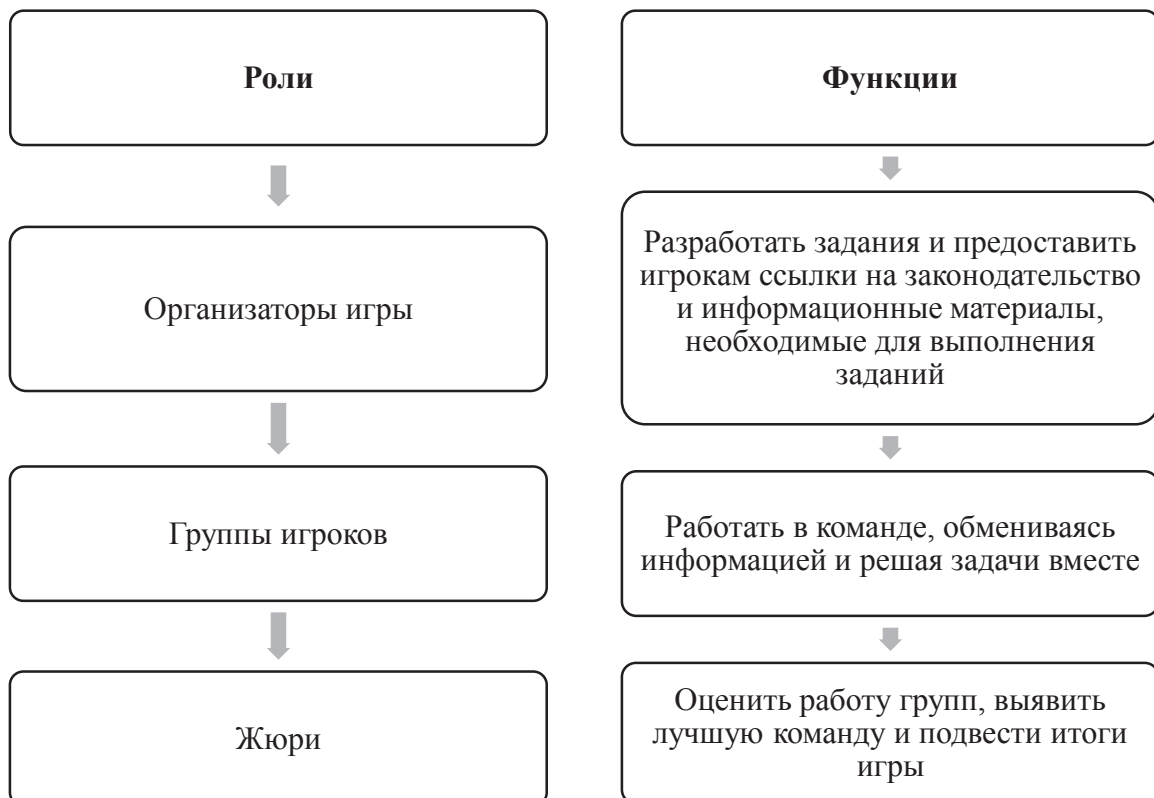 Роли
Функции
Организаторы игры
Разработать задания и предоставить
игрокам ссылки на законодательство
и информационные материалы,
необходимые для выполнения
заданий
Группы игроков
Работать в команде, обмениваясь
информацией и решая задачи вместе
Жюри
Оценить работу групп, выявить
лучшую команду и подвести итоги
игры